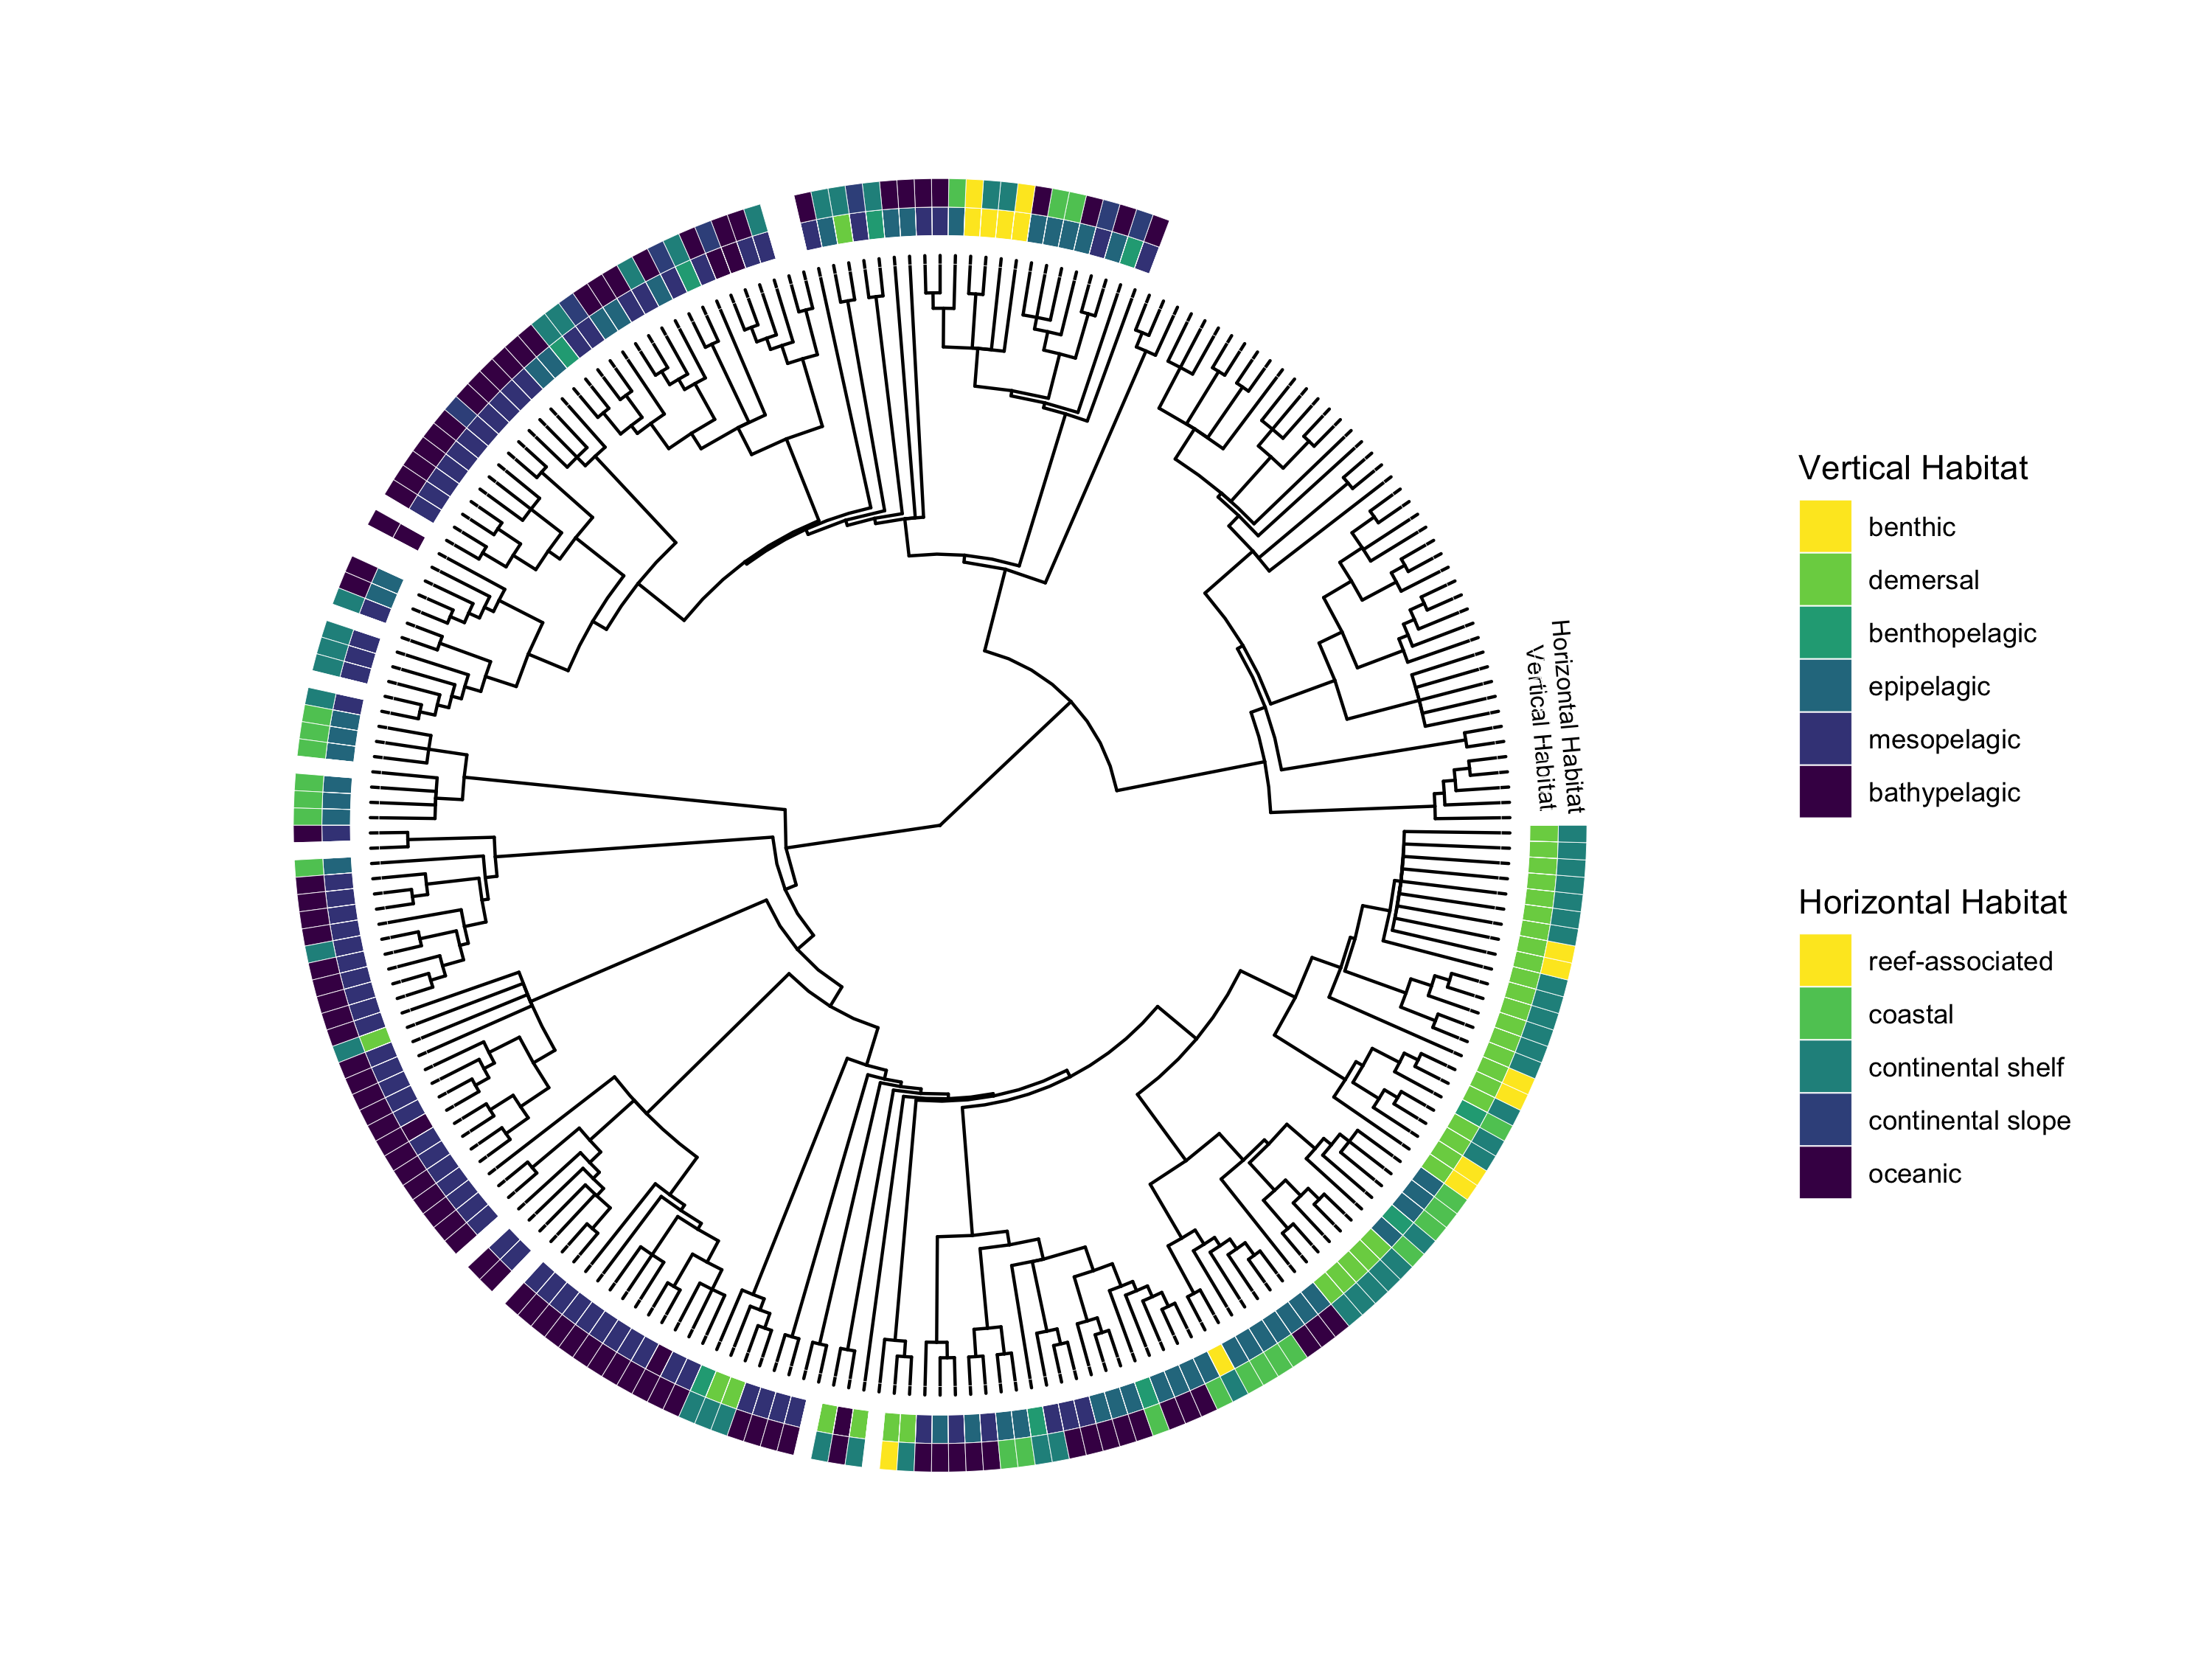 Horizontal Habitat
Vertical Habitat
Vertical Habitat
benthic
demersal
benthopelagic
epipelagic
mesopelagic
bathypelagic
Horizontal Habitat
reef-associated
coastal
continental shelf
continental slope
oceanic